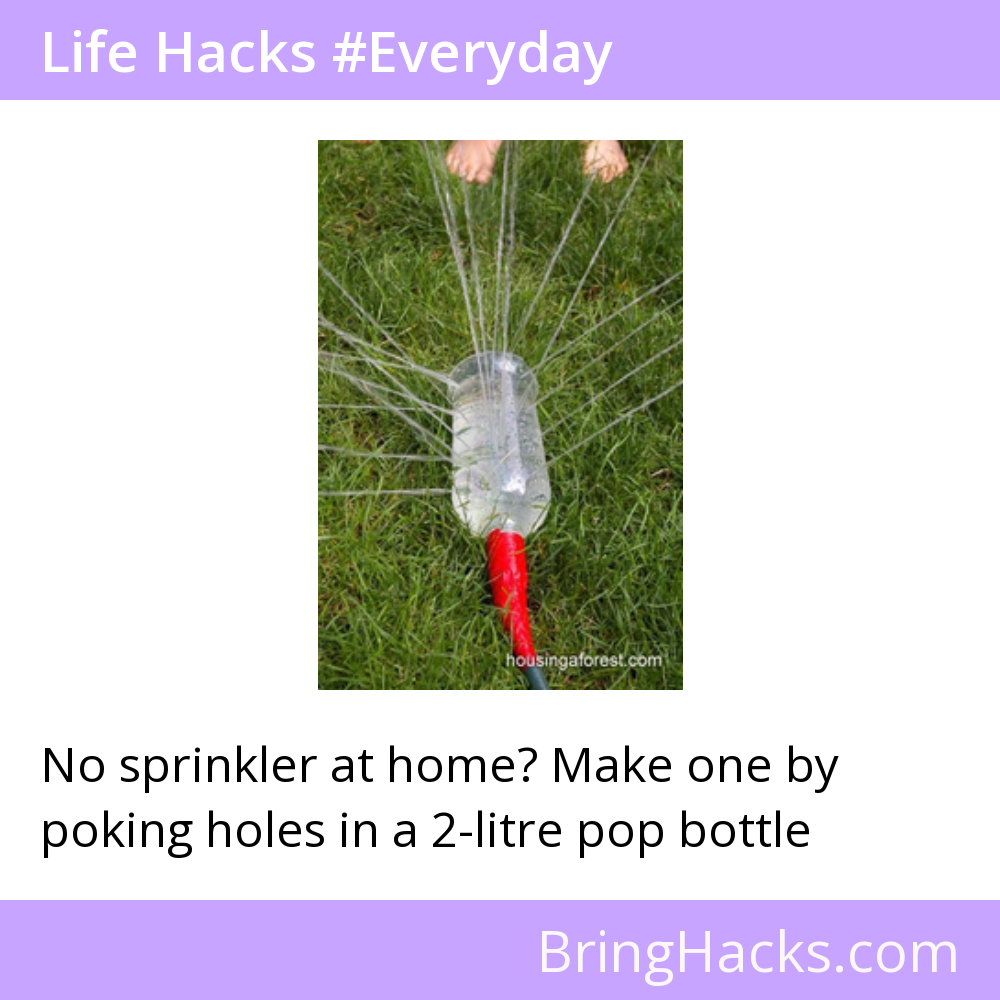 Life Hacks #Everyday
housingaforest.com
No sprinkler at home? Make one by
poking holes in a 2-litre pop bottle
BringHacks.com